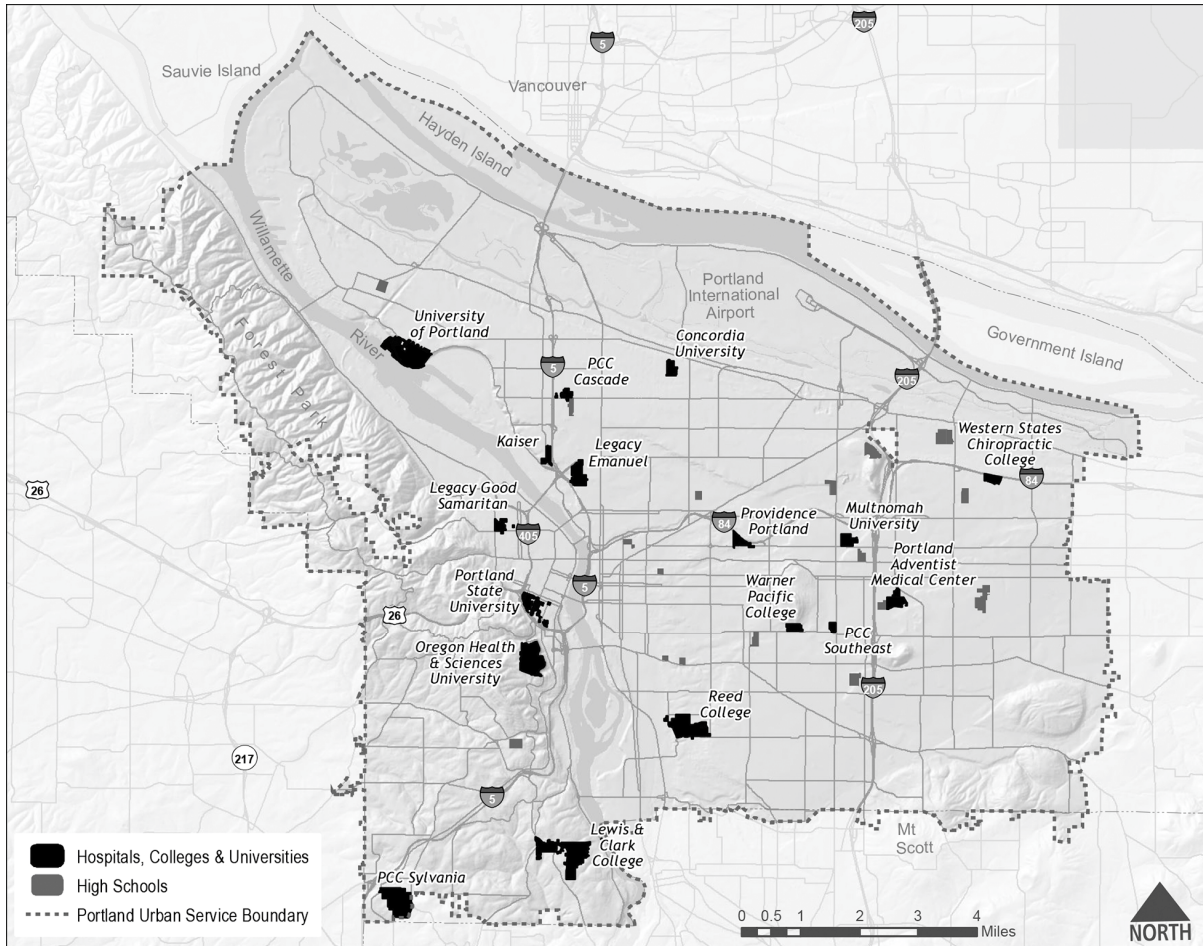 205
5
Sauvie Island
Vancouver
Hayden Island
Willamette
River
Portland
International
Airport
Government Island
University
of Portland
Concordia
University
Forest Park
5
PCC
Cascade
205
Kaiser
Legacy
Emanuel
Western States
Chiropractic
College
84
26
Legacy Good
Samaritan
405
84
Providence
Portland
Multnomah
University
Portland
Adventist
Medical Center
Portland
State
University
5
Warner
Pacific
College
26
Oregon Health
& Sciences
University
PCC
Southeast
205
Reed
College
217
5
Lewis &
Clark
College
Mt
Scott
PCC Sylvania
Hospitals, Colleges & Universities
High Schools
Portland Urban Service Boundary
0 0.5 1 2 3 4
Miles
NORTH